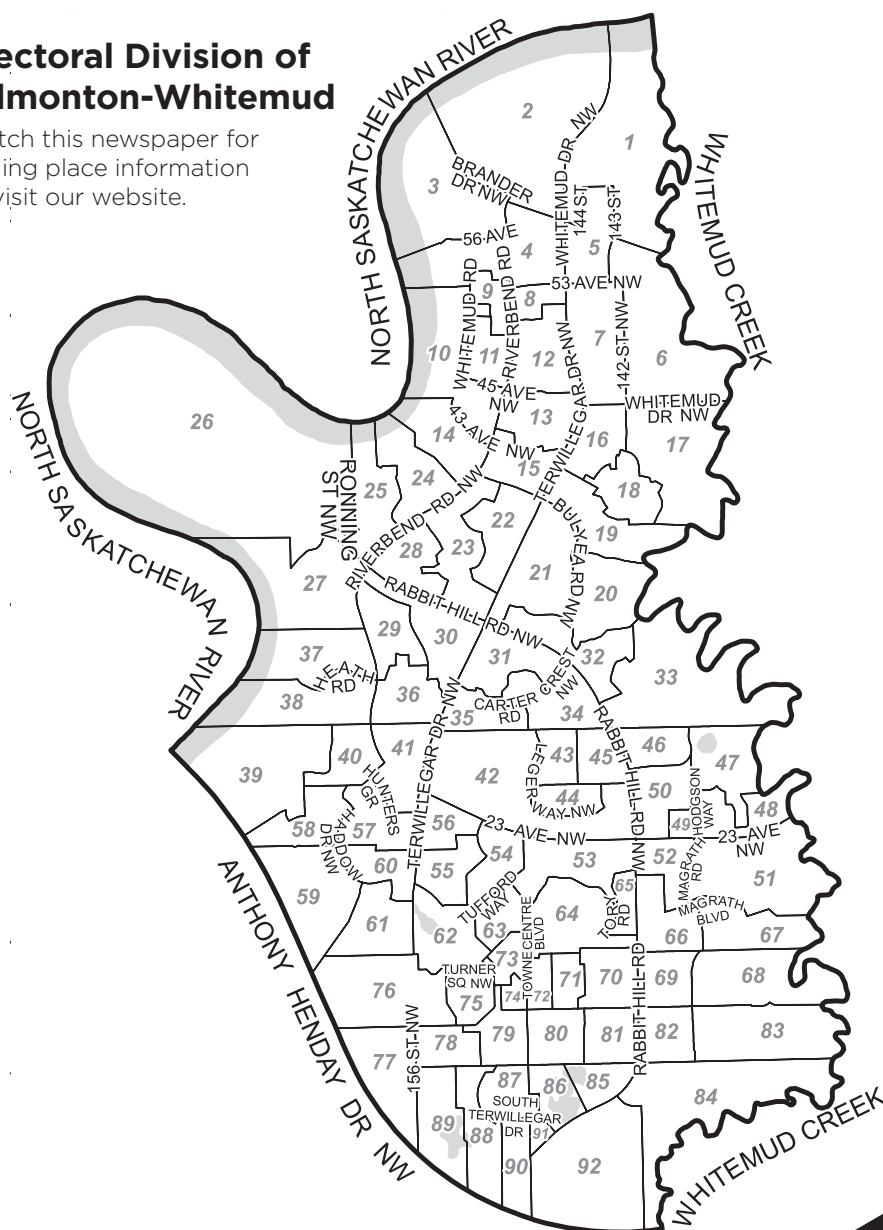 ectoral Division of
lmonton-Whitemud
tch this newspaper for
ling place information
visit our website.
NORTH SASKATCHEWAN RIVER
2
1
WHITEMUD CREEK
WHITEMUD DR NW
BRANDER
DR NW
3
144 ST
143 ST
56 AVE
4
5
RIVERBEND RD
WHITEMUD RD
53 AVE NW
9
8
7
142 ST NW
6
10
11
12
TERWILLEGAR DR NW
45 AVE
NW
WHITEMUD
DR NW
13
43 AVE NW
14
16
17
15
NORTH SASKATCHEWAN RIVER
26
RONNING
ST NW
25
24
18
RIVERBEND RD NW
22
BULYEA RD NW
19
28
23
21
27
20
RABBIT HILL RD NW
29
30
31
32
37
HEATH
RD
33
CREST
NW
38
36
35
CARTER
RD
34
RABBIT HILL RD NW
TERWILLEGAR DR NW
39
40
41
42
LEGER
WAY NW
43
45
46
47
HUNTERS
GR
44
50
HODGSON
WAY
48
58
HADDOW
DR NW
57
56
23 AVE NW
49
23 AVE
NW
54
53
52
MAGRATH
RD
51
60
55
59
TUFFORD
WAY
65
TORY
RD
MAGRATH
BLVD
64
61
62
63
TOWNECENTRE
BLVD
66
67
73
ANTHONY HENDAY DR NW
TURNER
SQ NW
76
75
74
72
71
70
RABBIT HILL RD
69
68
156 ST NW
78
79
80
81
82
83
77
87
86
85
84
SOUTH
TERWILLEGAR
DR
89
88
91
90
92
WHITEMUD CREEK